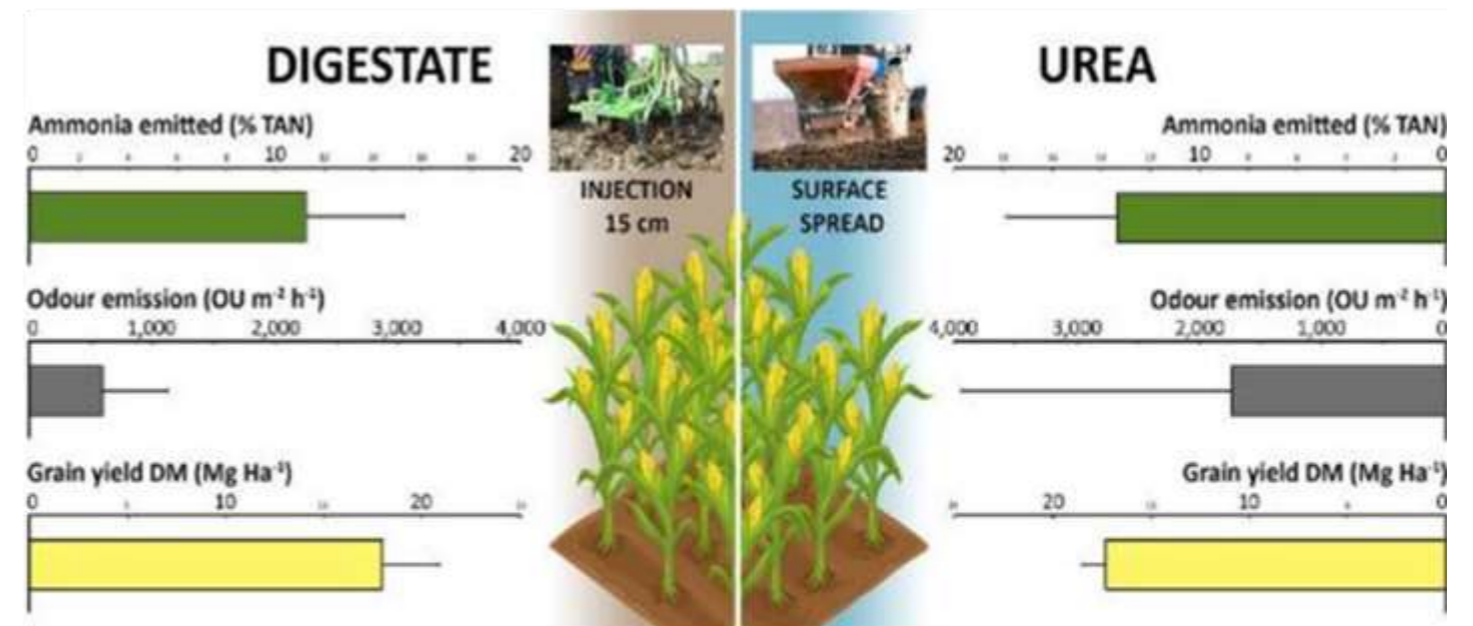 DIGESTATE
Ammonia emitted (% TAN)
0 10 20
Odour emission (OU m⁻² h⁻¹)
0 1,000 2,000 3,000 4,000
Grain yield DM (Mg Ha⁻¹)
0 10 20
INJECTION
15 cm
SURFACE
SPREAD
UREA
Ammonia emitted (% TAN)
20 10 0
Odour emission (OU m⁻² h⁻¹)
4,000 3,000 2,000 1,000 0
Grain yield DM (Mg Ha⁻¹)
20 10 0